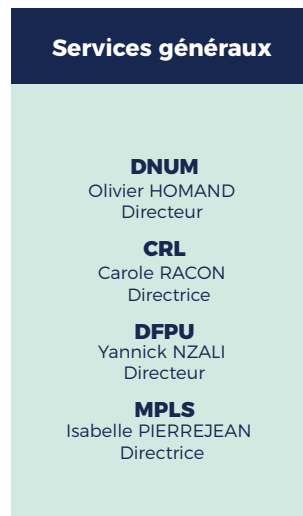 Services généraux
DNUM
Olivier HOMAND
Directeur
CRL
Carole RACON
Directrice
DFPU
Yannick NZALI
Directeur
MPLS
Isabelle PIERREJEAN
Directrice